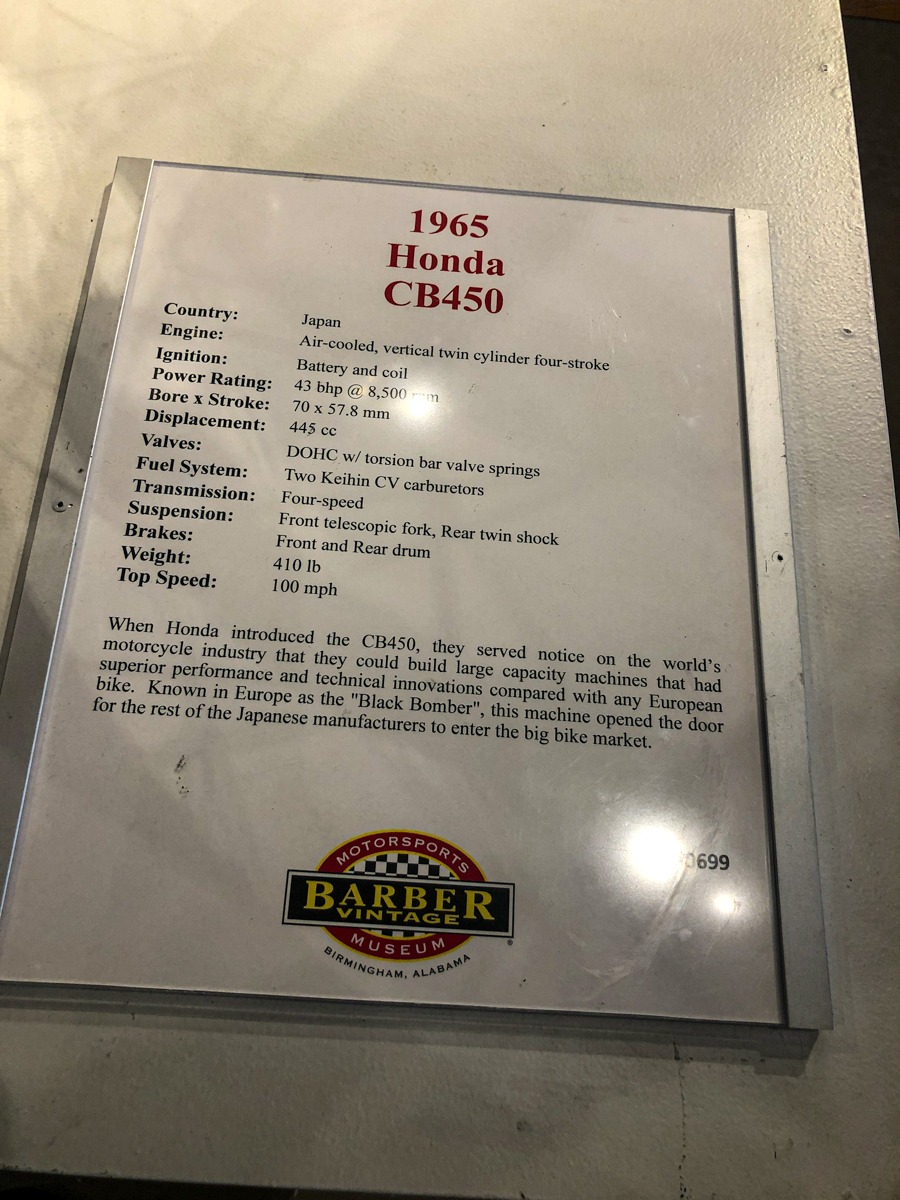 1965
Honda
CB450
Country: Japan
Engine: Air-cooled, vertical twin cylinder four-stroke
Ignition: Battery and coil
Power Rating: 43 bhp @ 8,500
Bore x Stroke: 70 x 57.8 mm
Displacement: 445 cc
Valves: DOHC w/ torsion bar valve springs
Fuel System: Two Keihin CV carburetors
Transmission: Four-speed
Suspension: Front telescopic fork, Rear twin shock
Brakes: Front and Rear drum
Weight: 410 lb
Top Speed: 100 mph
When Honda introduced the CB450, they served notice on the world's
motorcycle industry that they could build large capacity machines that had
superior performance and technical innovations compared with any European
bike. Known in Europe as the "Black Bomber", this machine opened the door
for the rest of the Japanese manufacturers to enter the big bike market.
0699
MOTORSPORTS
BARBER
VINTAGE
MUSEUM
BIRMINGHAM, ALABAMA